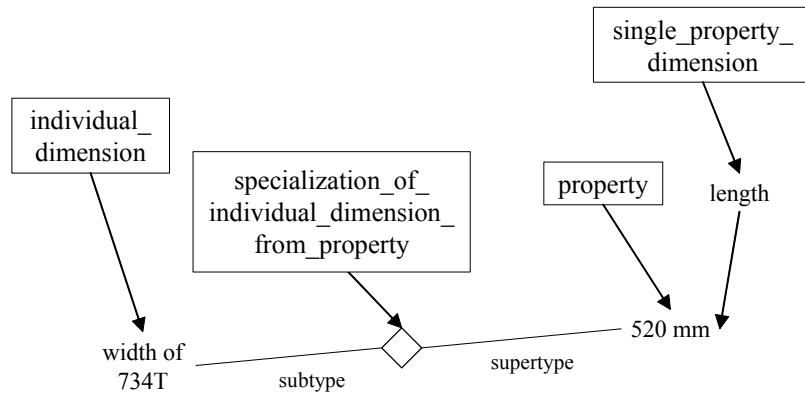 single_property_
dimension
individual_
dimension
specialization_of_
individual_dimension_
from_property
property
length
520 mm
width of
734T
subtype
supertype